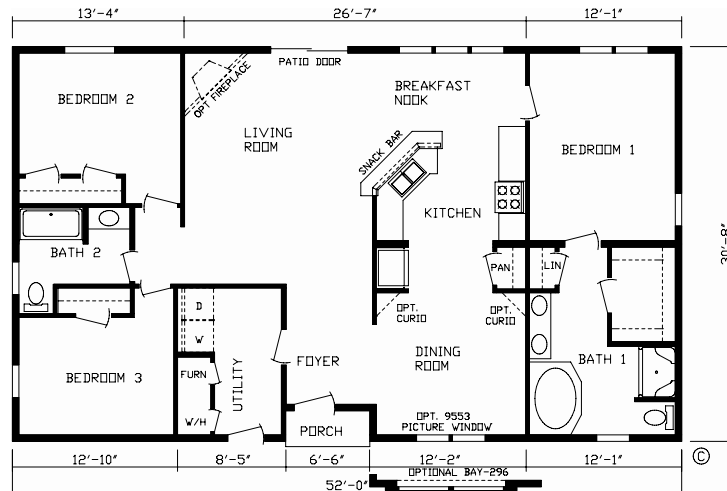 13'-4" 26'-7" 12'-1"
PATIO DOOR
OPT FIREPLACE
BEDROOM 2
BREAKFAST
NOOK
LIVING
ROOM
SNACK BAR
BEDROOM 1
KITCHEN
30'-8"
BATH 2
PAN
LIN
OPT.
CURIO
OPT.
CURIO
D
W
FURN
UTILITY
W/H
FOYER
DINING
ROOM
BATH 1
BEDROOM 3
OPT. 9553
PICTURE WINDOW
PORCH
©
12'-10" 8'-5" 6'-6" 12'-2" 12'-1"
OPTIONAL BAY-296
52'-0"